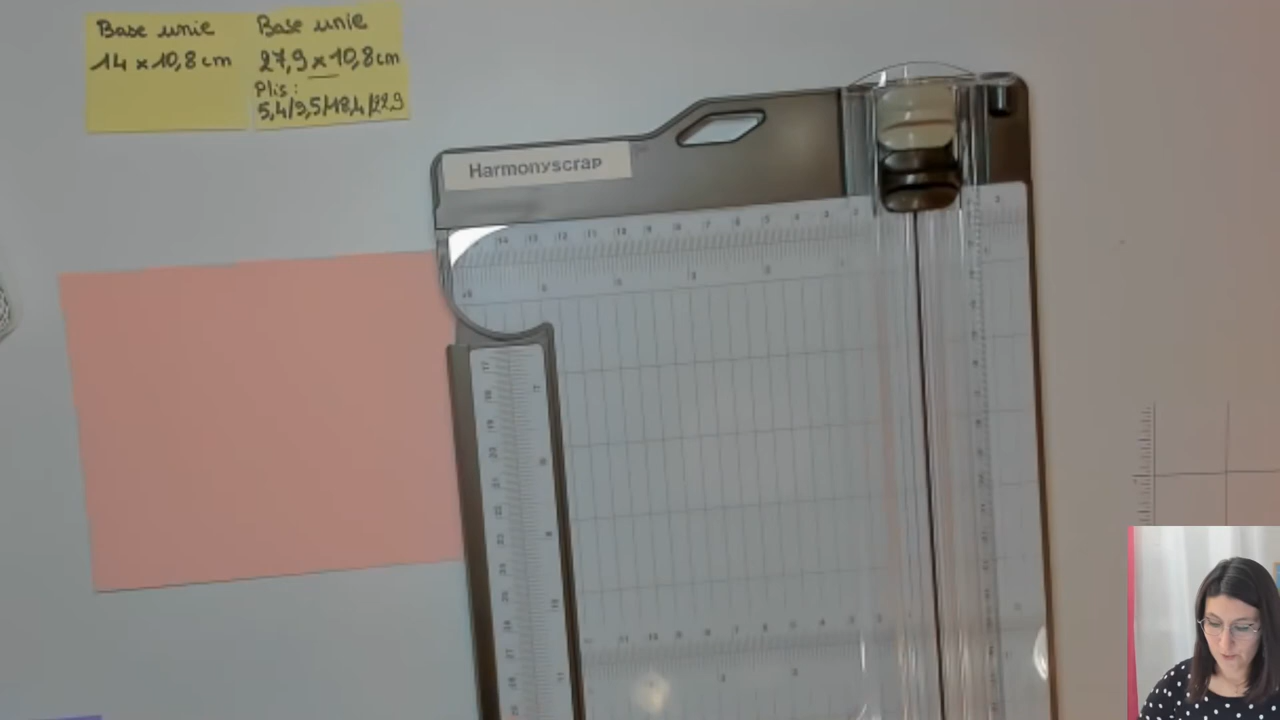 Base unie
14 x 10,8 cm
Base unie
27,9 x 10,8 cm
Plis :
5,4/9,5/18,4/22,9
Harmonyscrap